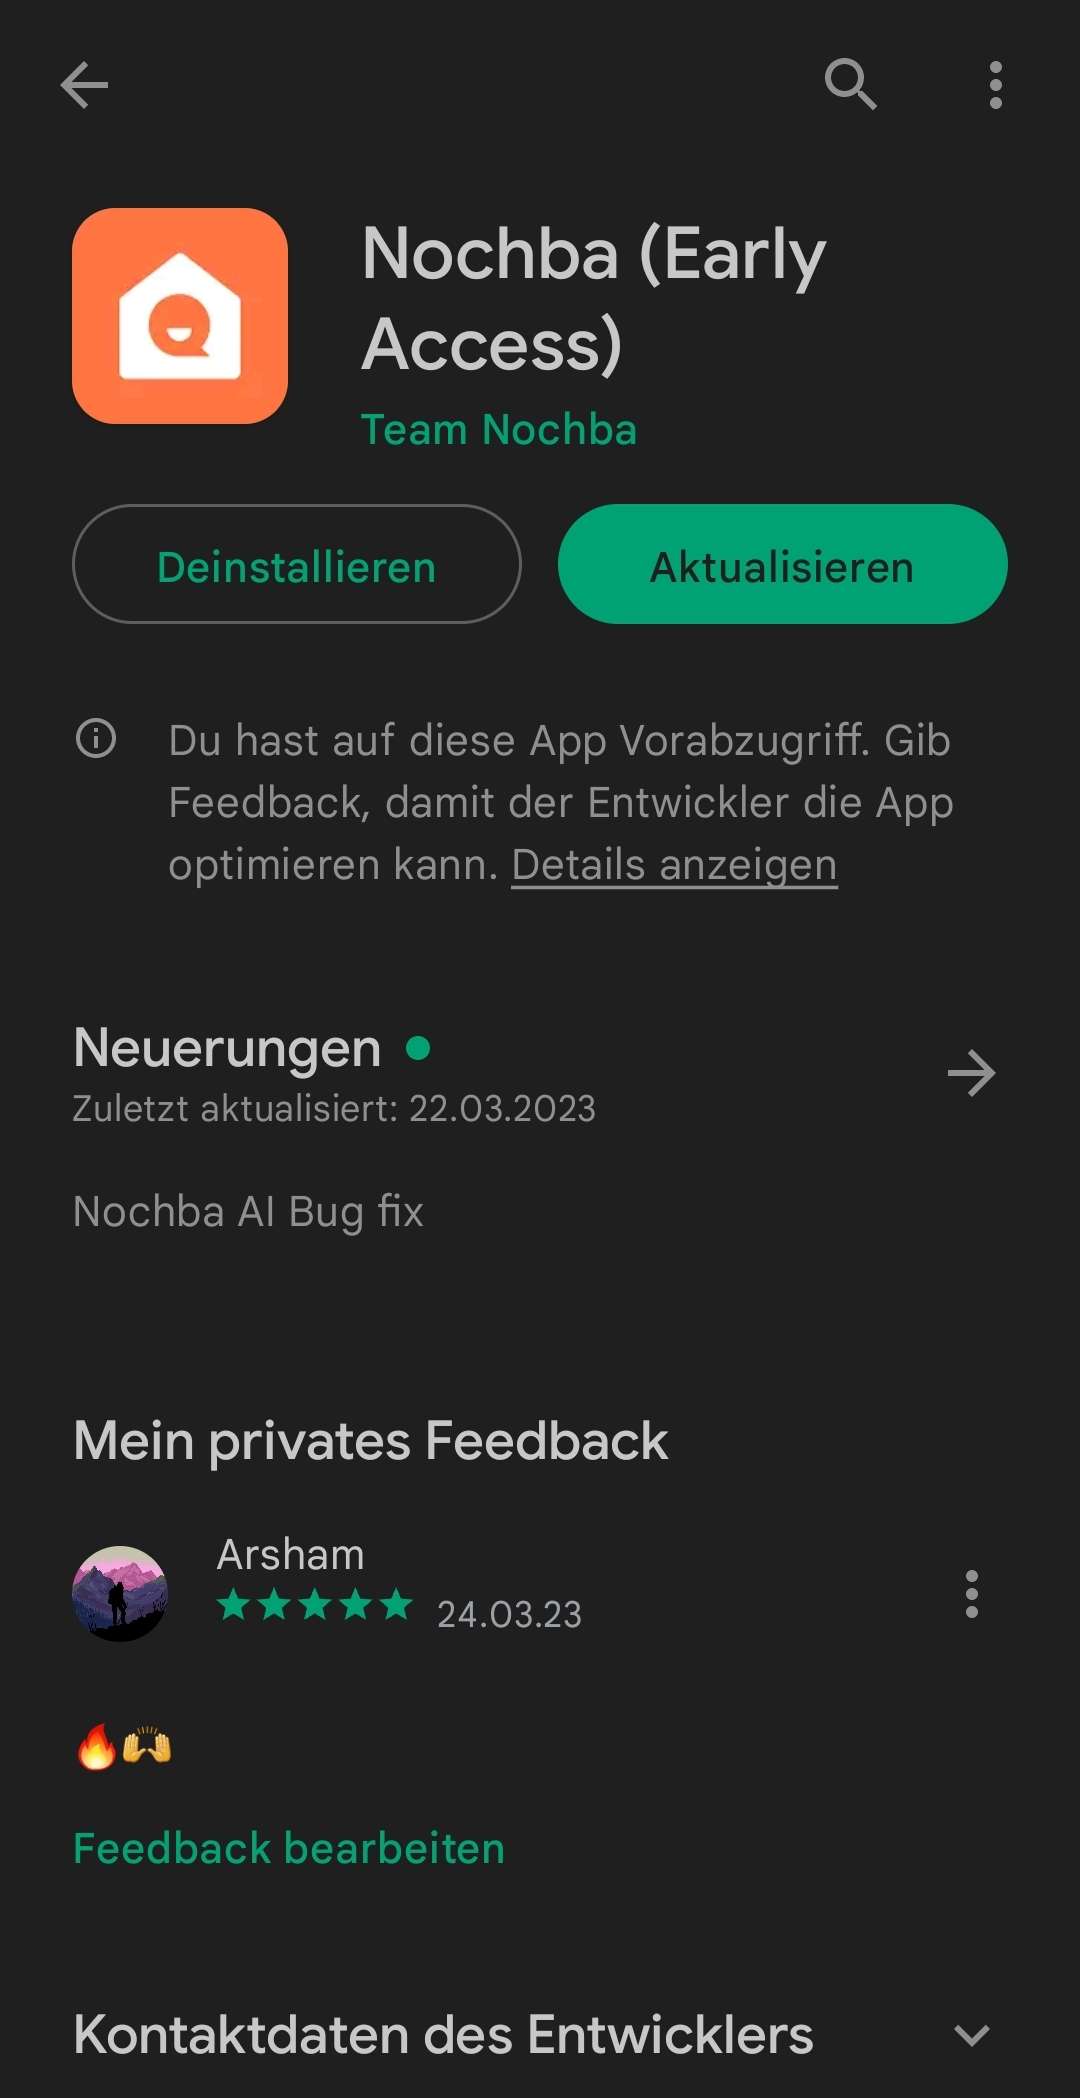 Nochba (Early
Access)
Team Nochba
Deinstallieren
Aktualisieren
Du hast auf diese App Vorabzugriff. Gib
Feedback, damit der Entwickler die App
optimieren kann. Details anzeigen
Neuerungen
Zuletzt aktualisiert: 22.03.2023
Nochba AI Bug fix
Mein privates Feedback
Arsham
24.03.23
🔥🙌
Feedback bearbeiten
Kontaktdaten des Entwicklers